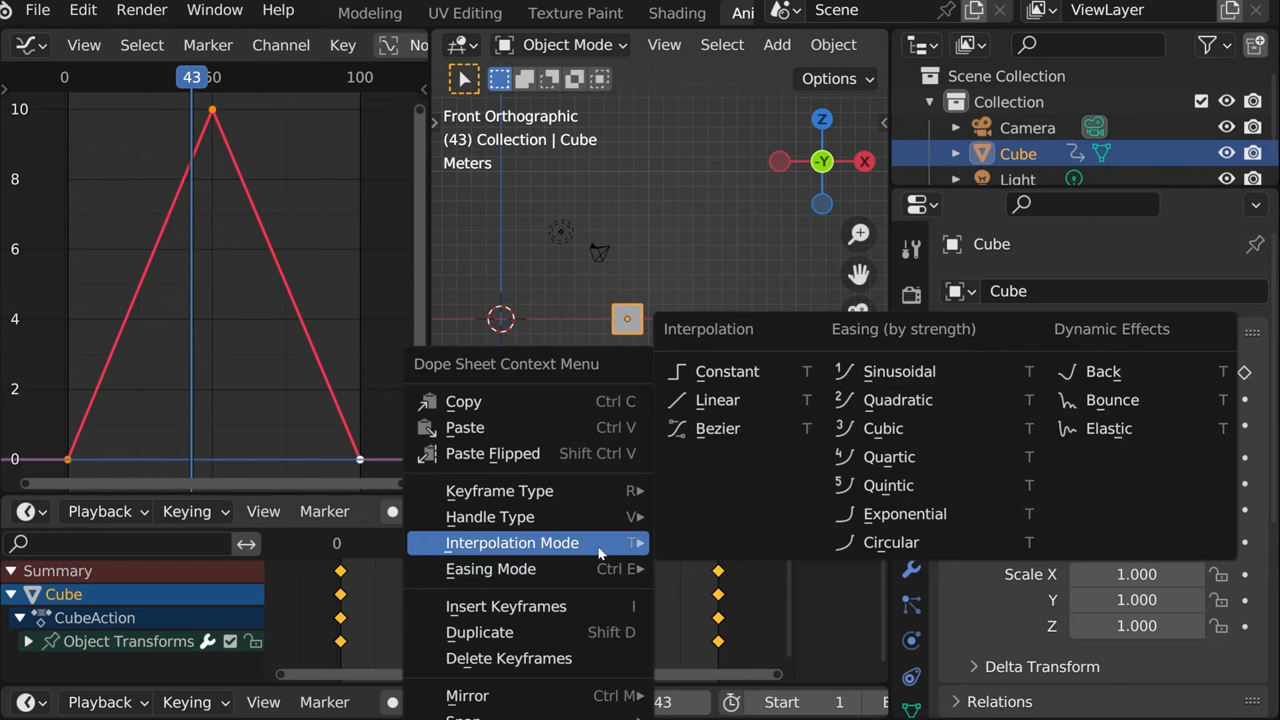 File Edit Render Window Help Modeling UV Editing Texture Paint Shading Ani Scene ViewLayer
View Select Marker Channel Key No
0 43 50 100
10
8
6
4
2
0
Object Mode View Select Add Object
Options
Front Orthographic
(43) Collection | Cube
Meters
Z
-Y X
Scene Collection
Collection
Camera
Cube
Light
Cube
Cube
Playback Keying View Marker
0
Summary
Cube
CubeAction
Object Transforms
Playback Keying View Marker 43 Start 1
Dope Sheet Context Menu
Copy Ctrl C
Paste Ctrl V
Paste Flipped Shift Ctrl V
Keyframe Type R
Handle Type V
Interpolation Mode T
Easing Mode Ctrl E
Insert Keyframes I
Duplicate Shift D
Delete Keyframes
Mirror Ctrl M
Interpolation
Constant T
Linear T
Bezier T
Easing (by strength)
1 Sinusoidal T
2 Quadratic T
3 Cubic T
4 Quartic T
5 Quintic T
Exponential T
Circular T
Dynamic Effects
Back T
Bounce T
Elastic T
Scale X 1.000
Y 1.000
Z 1.000
Delta Transform
Relations